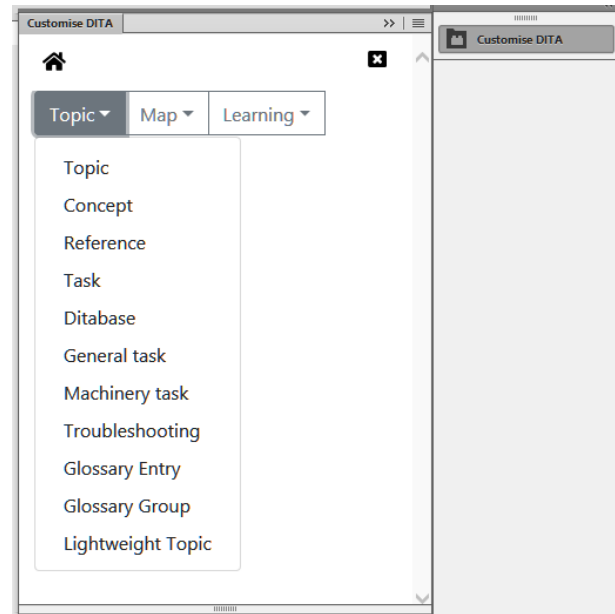 Customise DITA
Customise DITA
Topic Map Learning
Topic
Concept
Reference
Task
Ditabase
General task
Machinery task
Troubleshooting
Glossary Entry
Glossary Group
Lightweight Topic